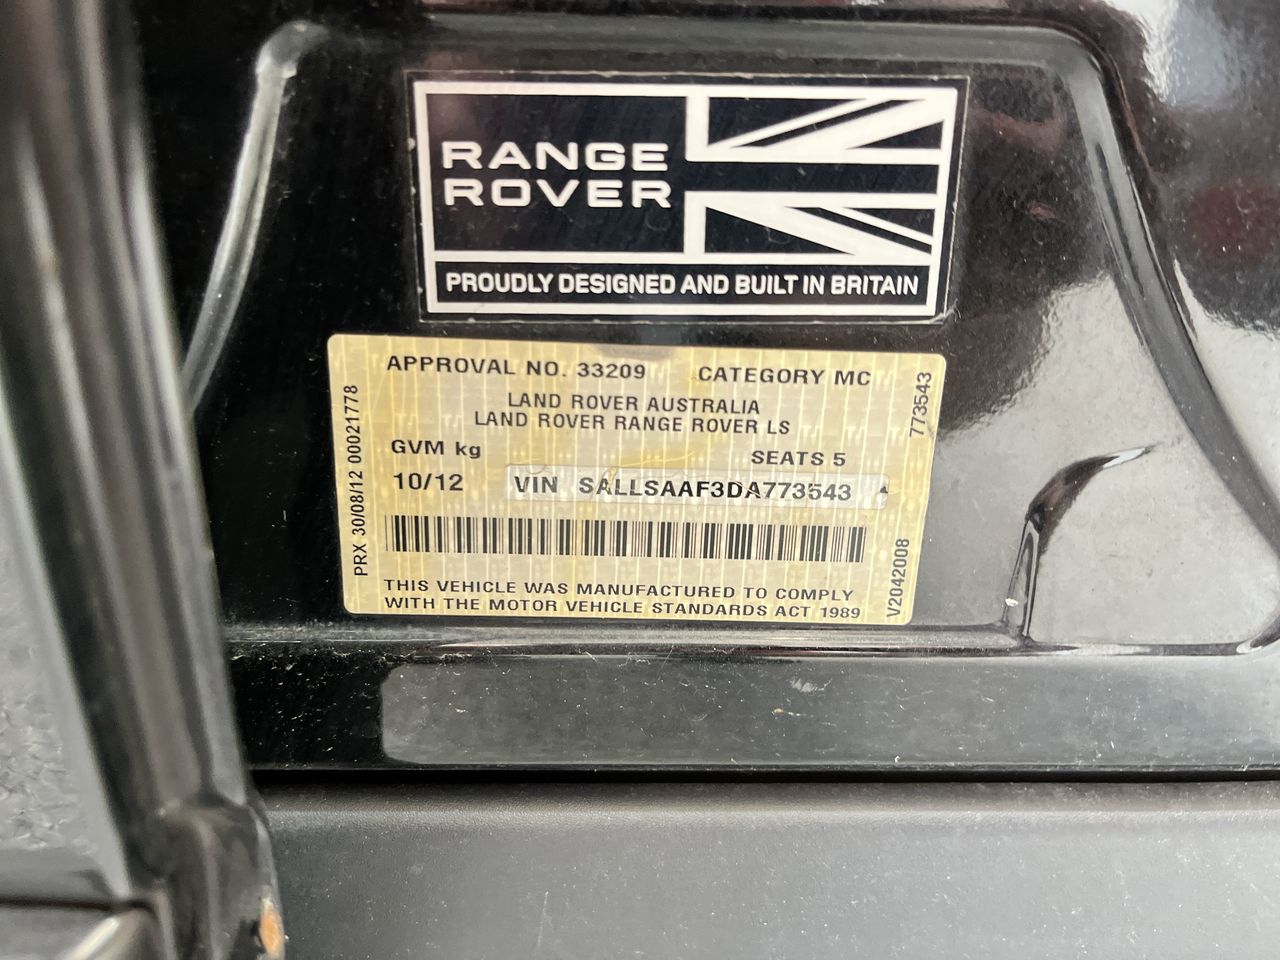 RANGE
ROVER
PROUDLY DESIGNED AND BUILT IN BRITAIN
APPROVAL NO. 33209 CATEGORY MC
LAND ROVER AUSTRALIA
LAND ROVER RANGE ROVER LS
GVM kg SEATS 5
10/12 VIN SALLSAAF3DA773543
THIS VEHICLE WAS MANUFACTURED TO COMPLY
WITH THE MOTOR VEHICLE STANDARDS ACT 1989
PRX 30/08/12 00021778
773543
V2042008